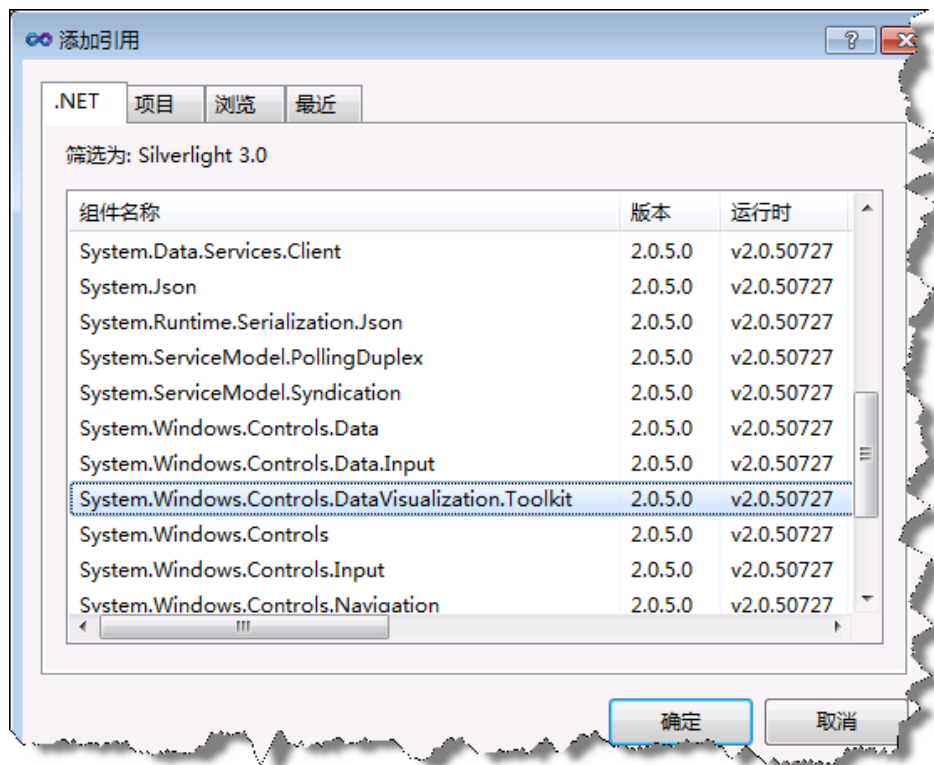 添加引用
.NET 项目 浏览 最近
筛选为: Silverlight 3.0
组件名称 版本 运行时
System.Data.Services.Client 2.0.5.0 v2.0.50727
System.Json 2.0.5.0 v2.0.50727
System.Runtime.Serialization.Json 2.0.5.0 v2.0.50727
System.ServiceModel.PollingDuplex 2.0.5.0 v2.0.50727
System.ServiceModel.Syndication 2.0.5.0 v2.0.50727
System.Windows.Controls.Data 2.0.5.0 v2.0.50727
System.Windows.Controls.Data.Input 2.0.5.0 v2.0.50727
System.Windows.Controls.DataVisualization.Toolkit 2.0.5.0 v2.0.50727
System.Windows.Controls 2.0.5.0 v2.0.50727
System.Windows.Controls.Input 2.0.5.0 v2.0.50727
System.Windows.Controls.Navigation 2.0.5.0 v2.0.50727
确定 取消